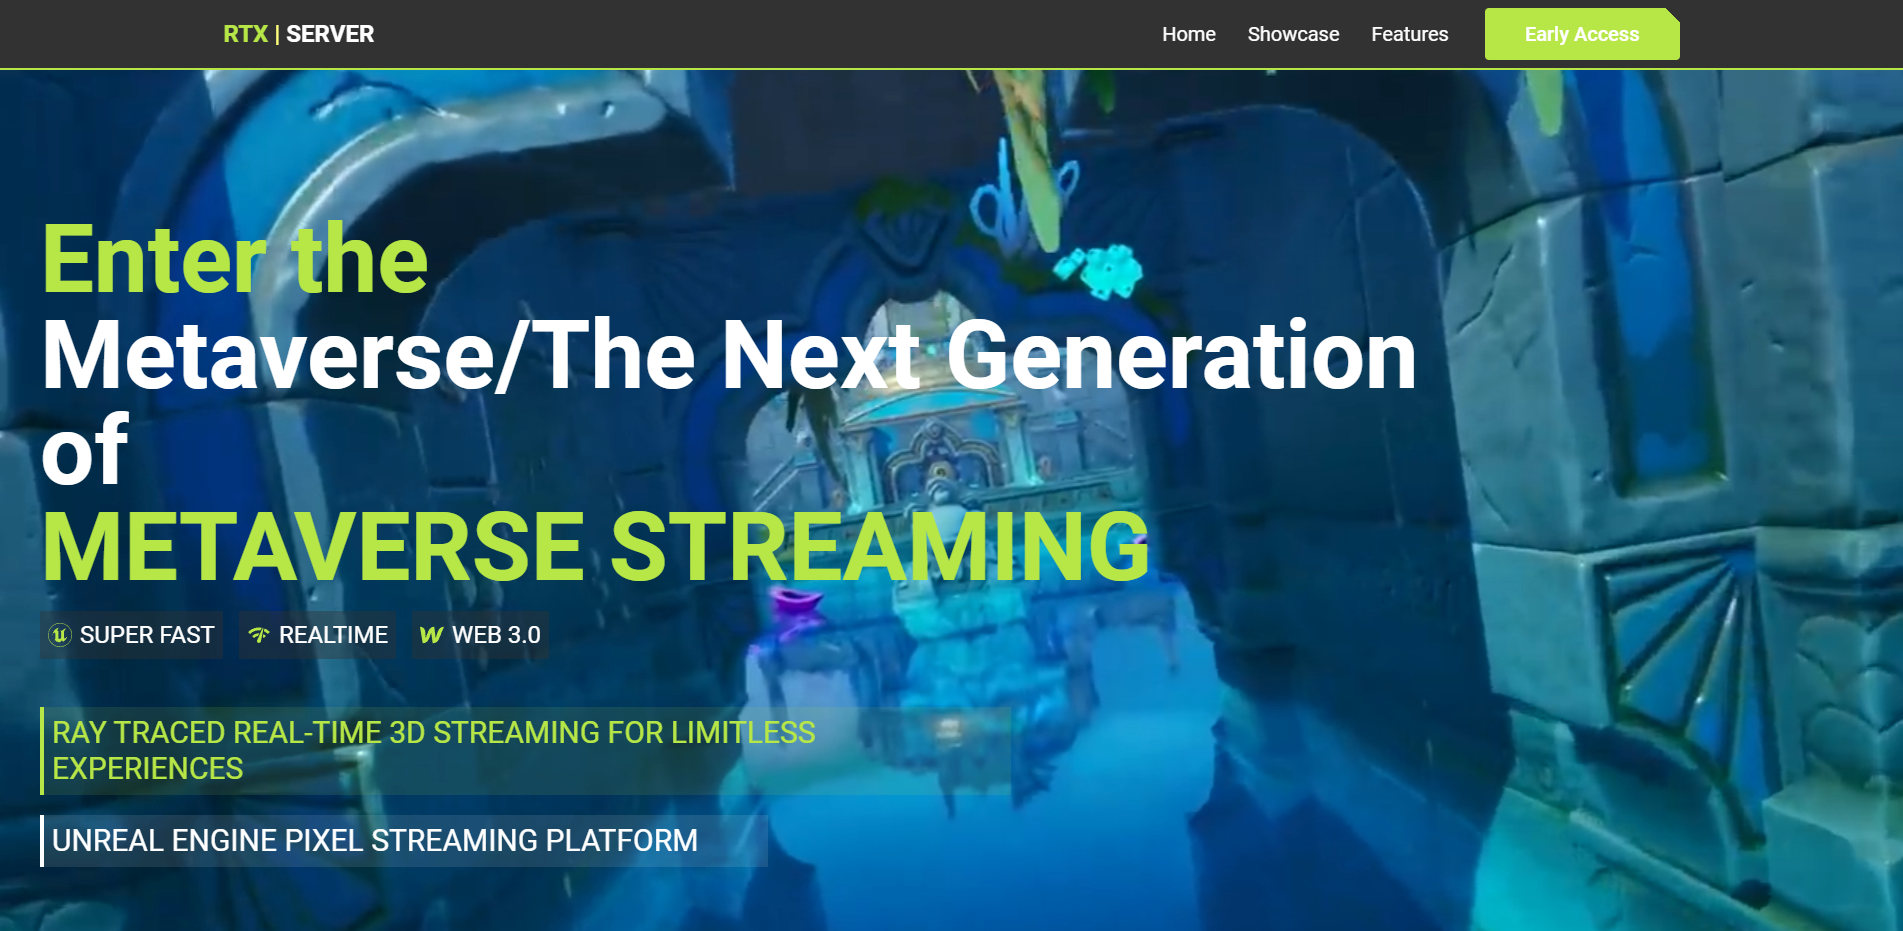 RTX | SERVER
Home Showcase Features Early Access
Enter the
Metaverse/The Next Generation
of
METAVERSE STREAMING
SUPER FAST REALTIME WEB 3.0
RAY TRACED REAL-TIME 3D STREAMING FOR LIMITLESS
EXPERIENCES
UNREAL ENGINE PIXEL STREAMING PLATFORM